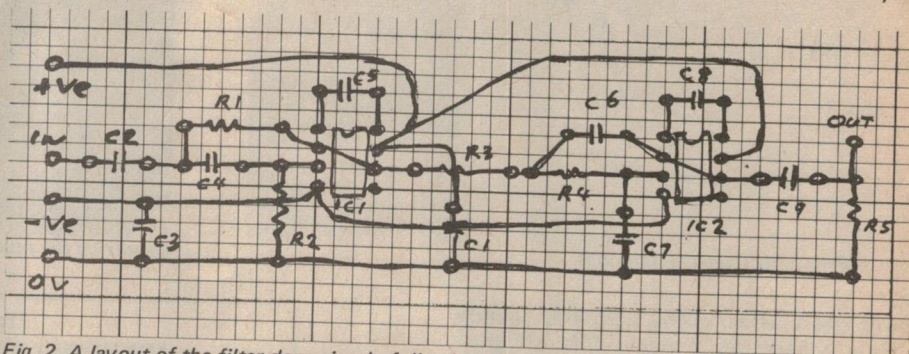 C5
C8
+Ve
R1
C6
OUT
IN
C2
R3
C4
R4
C9
-Ve
IC1
IC2
R5
C3
R2
C1
C7
0V
Fig. 2. A layout of the filter